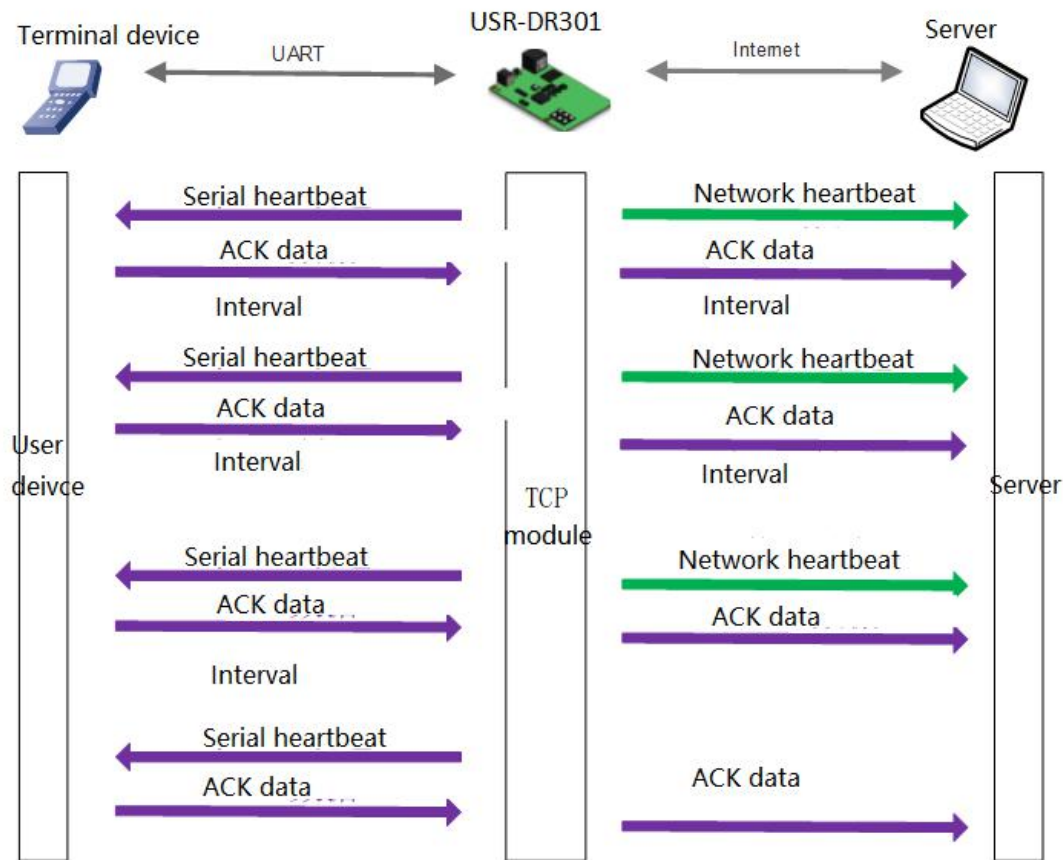 USR-DR301
Terminal device
Server
UART
Internet
Serial heartbeat
Network heartbeat
ACK data
ACK data
Interval
Interval
Serial heartbeat
Network heartbeat
ACK data
ACK data
Interval
Interval
User
deivce
TCP
module
Server
Serial heartbeat
Network heartbeat
ACK data
ACK data
Interval
Serial heartbeat
ACK data
ACK data